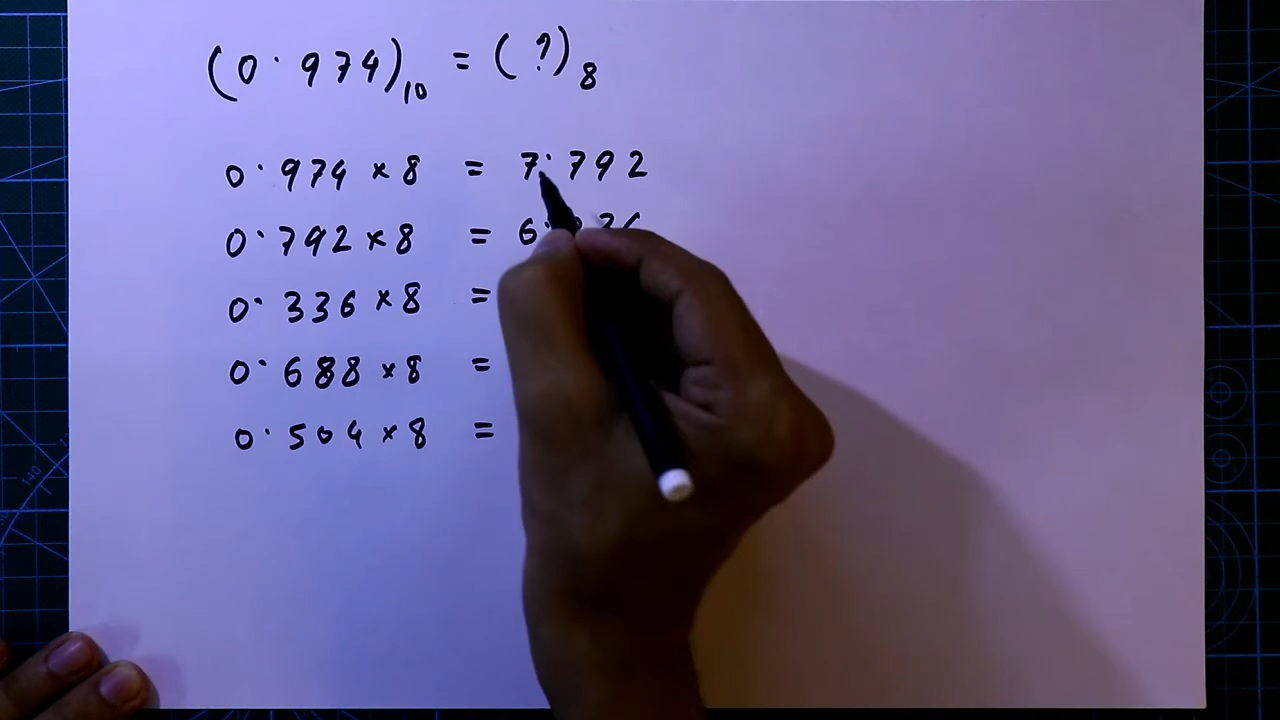 (0.974)10 = (?)8
0.974 × 8 = 7.792
0.792 × 8 = 6.
0.336 × 8 =
0.688 × 8 =
0.504 × 8 =
140